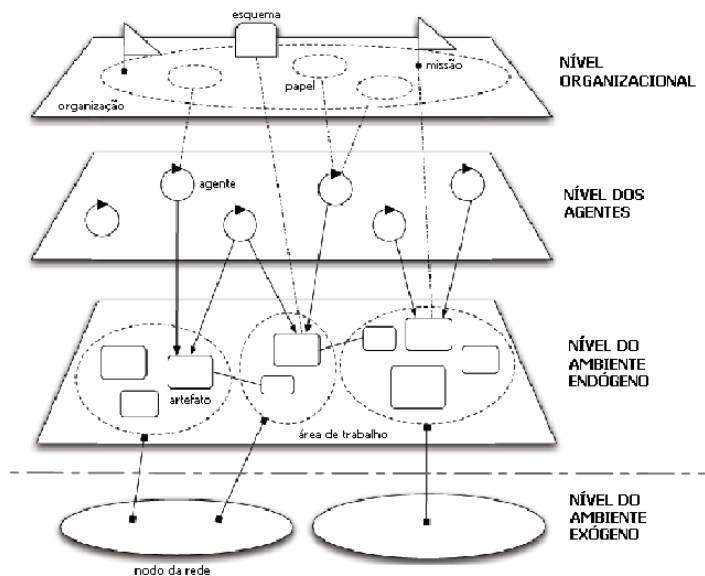 esquema
missão
papel
organização
NÍVEL
ORGANIZACIONAL
agente
NÍVEL DOS
AGENTES
artefato
área de trabalho
NÍVEL DO
AMBIENTE
ENDÓGENO
nodo da rede
NÍVEL DO
AMBIENTE
EXÓGENO